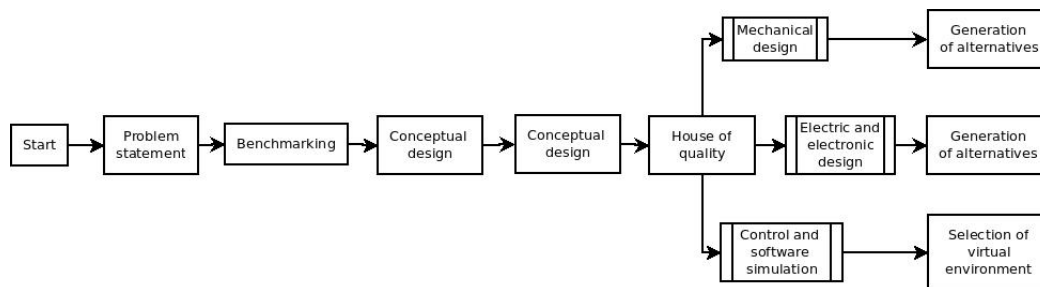 Start
Problem
statement
Benchmarking
Conceptual
design
Conceptual
design
House of
quality
Mechanical
design
Generation
of alternatives
Electric and
electronic
design
Generation
of alternatives
Control and
software
simulation
Selection of
virtual
environment